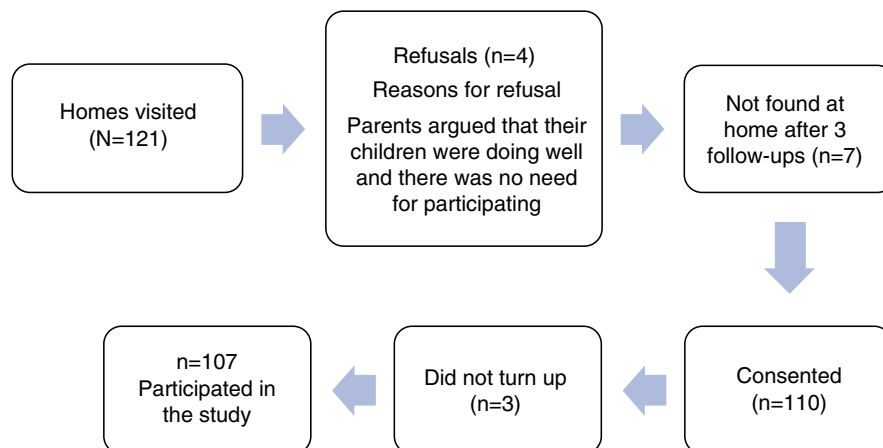 Homes visited
(N=121)
Refusals (n=4)
Reasons for refusal
Parents argued that their
children were doing well
and there was no need
for participating
Not found at
home after 3
follow-ups (n=7)
Consented
(n=110)
Did not turn up
(n=3)
n=107
Participated in
the study